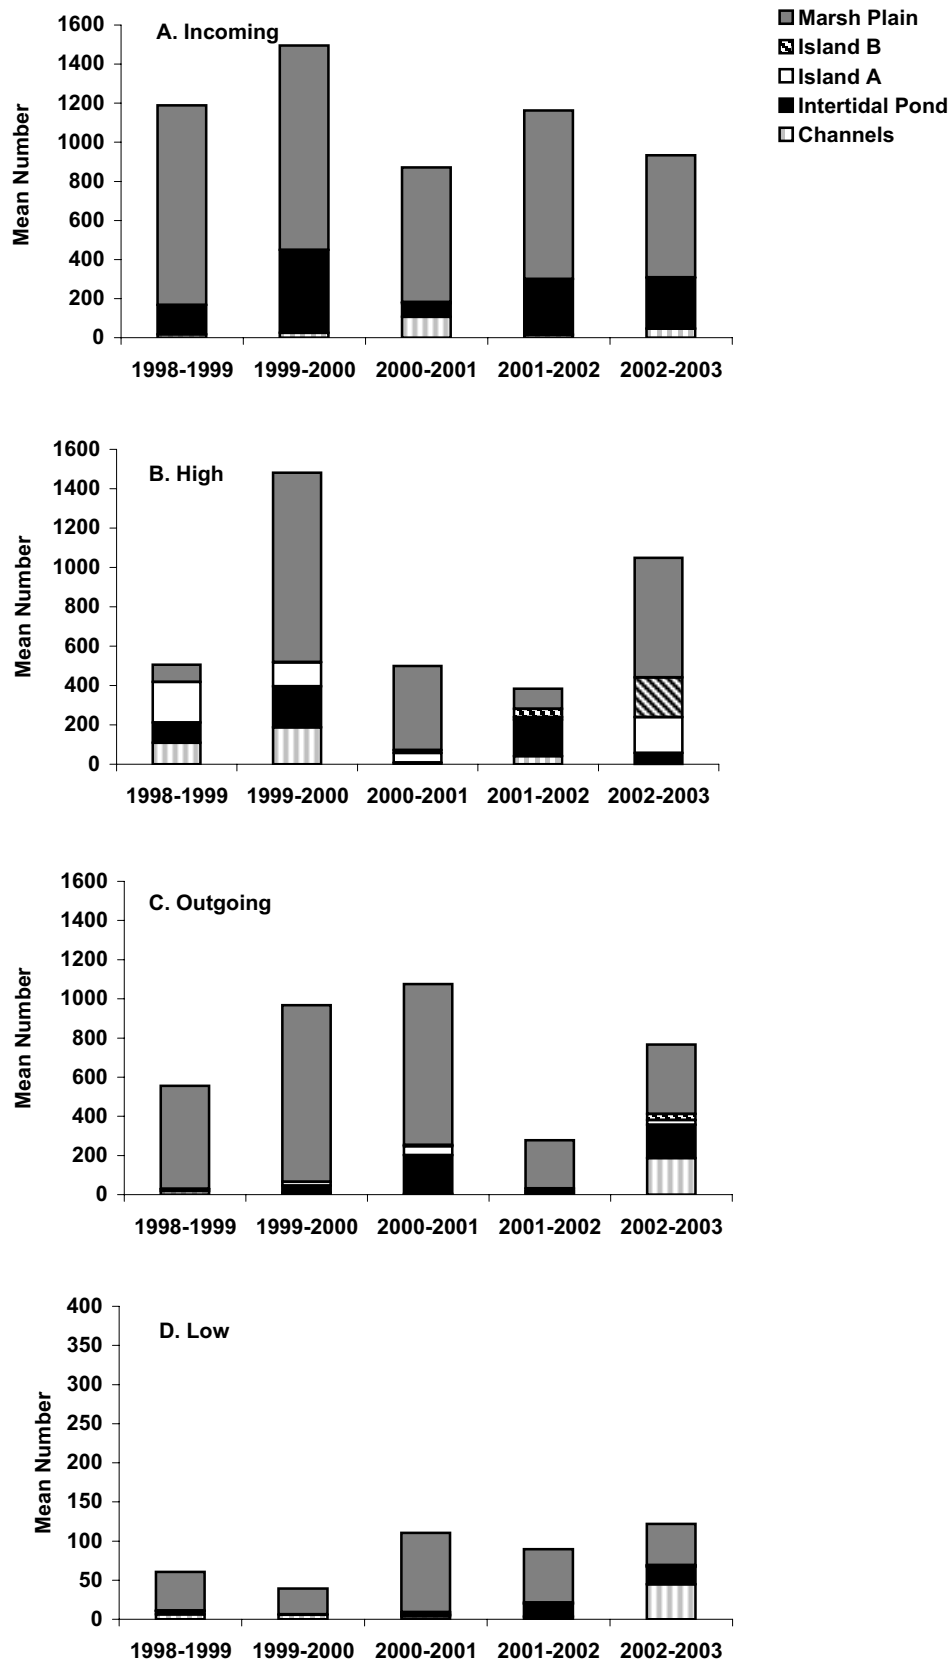 A. Incoming
Mean Number
1600
1400
1200
1000
800
600
400
200
0
1998-1999 1999-2000 2000-2001 2001-2002 2002-2003
Marsh Plain
Island B
Island A
Intertidal Pond
Channels
B. High
Mean Number
1600
1400
1200
1000
800
600
400
200
0
1998-1999 1999-2000 2000-2001 2001-2002 2002-2003
C. Outgoing
Mean Number
1600
1400
1200
1000
800
600
400
200
0
1998-1999 1999-2000 2000-2001 2001-2002 2002-2003
D. Low
Mean Number
400
350
300
250
200
150
100
50
0
1998-1999 1999-2000 2000-2001 2001-2002 2002-2003